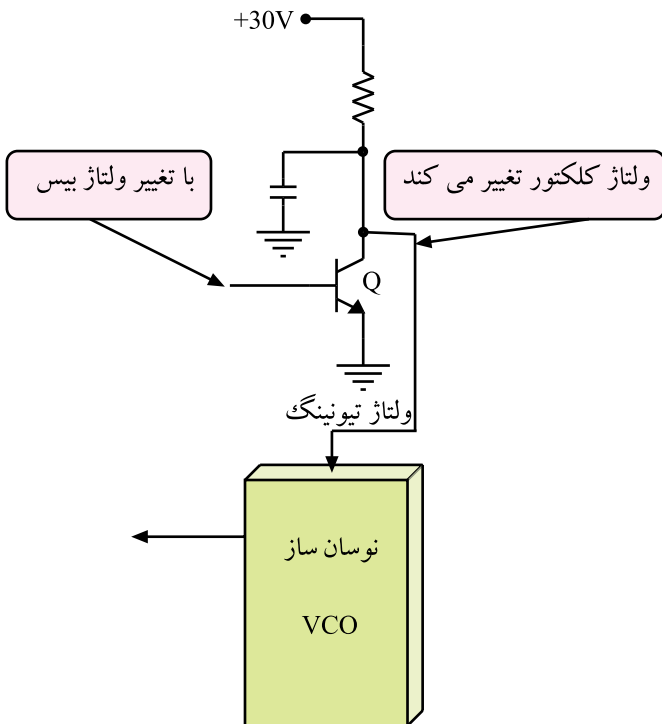 +30V
با تغییر ولتاژ بیس
ولتاژ کلکتور تغییر می کند
Q
ولتاژ تیونینگ
نوسان ساز
VCO